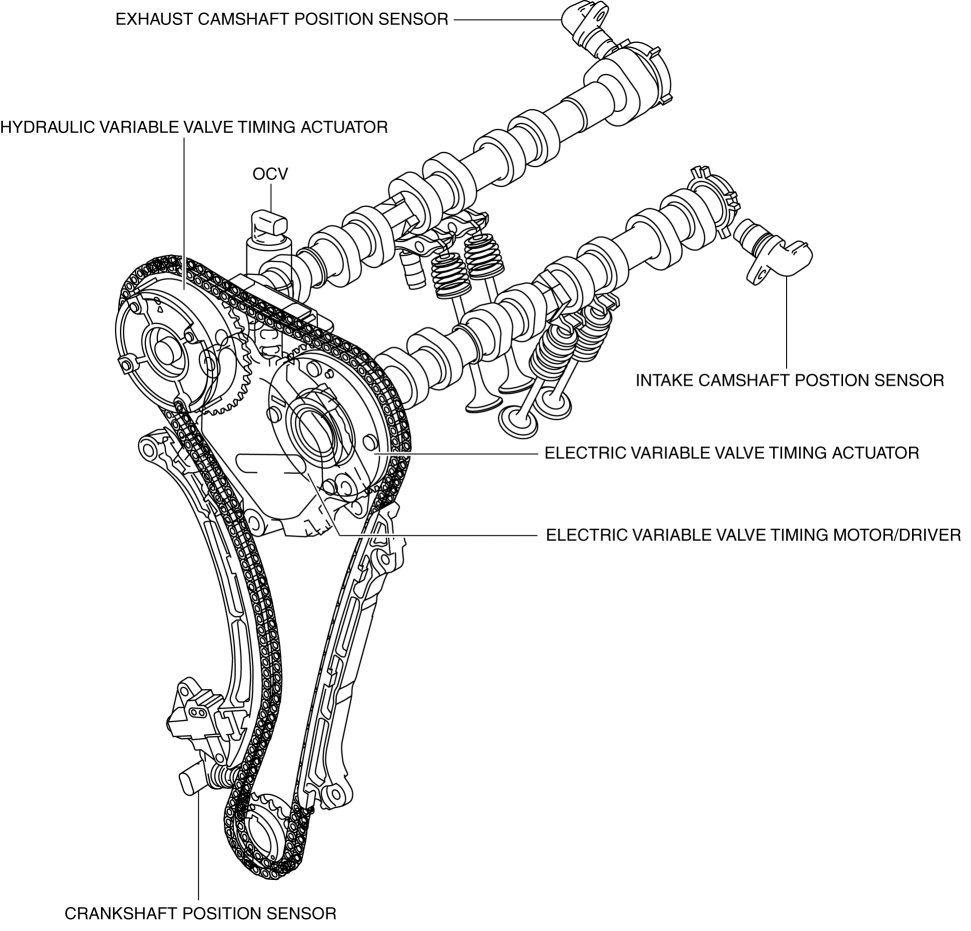 EXHAUST CAMSHAFT POSITION SENSOR
HYDRAULIC VARIABLE VALVE TIMING ACTUATOR
OCV
INTAKE CAMSHAFT POSTION SENSOR
ELECTRIC VARIABLE VALVE TIMING ACTUATOR
ELECTRIC VARIABLE VALVE TIMING MOTOR/DRIVER
CRANKSHAFT POSITION SENSOR